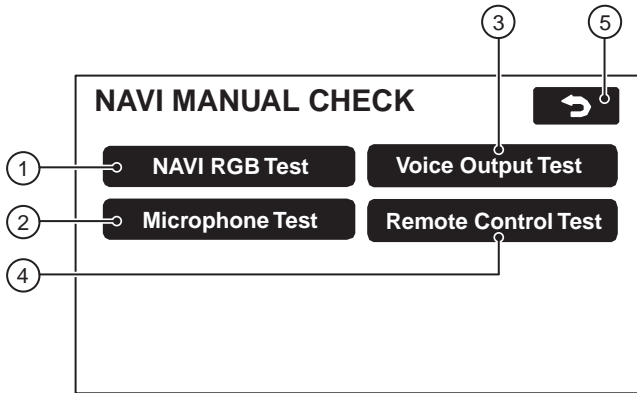 3
5
NAVI MANUAL CHECK
1
NAVI RGB Test
Voice Output Test
2
Microphone Test
Remote Control Test
4